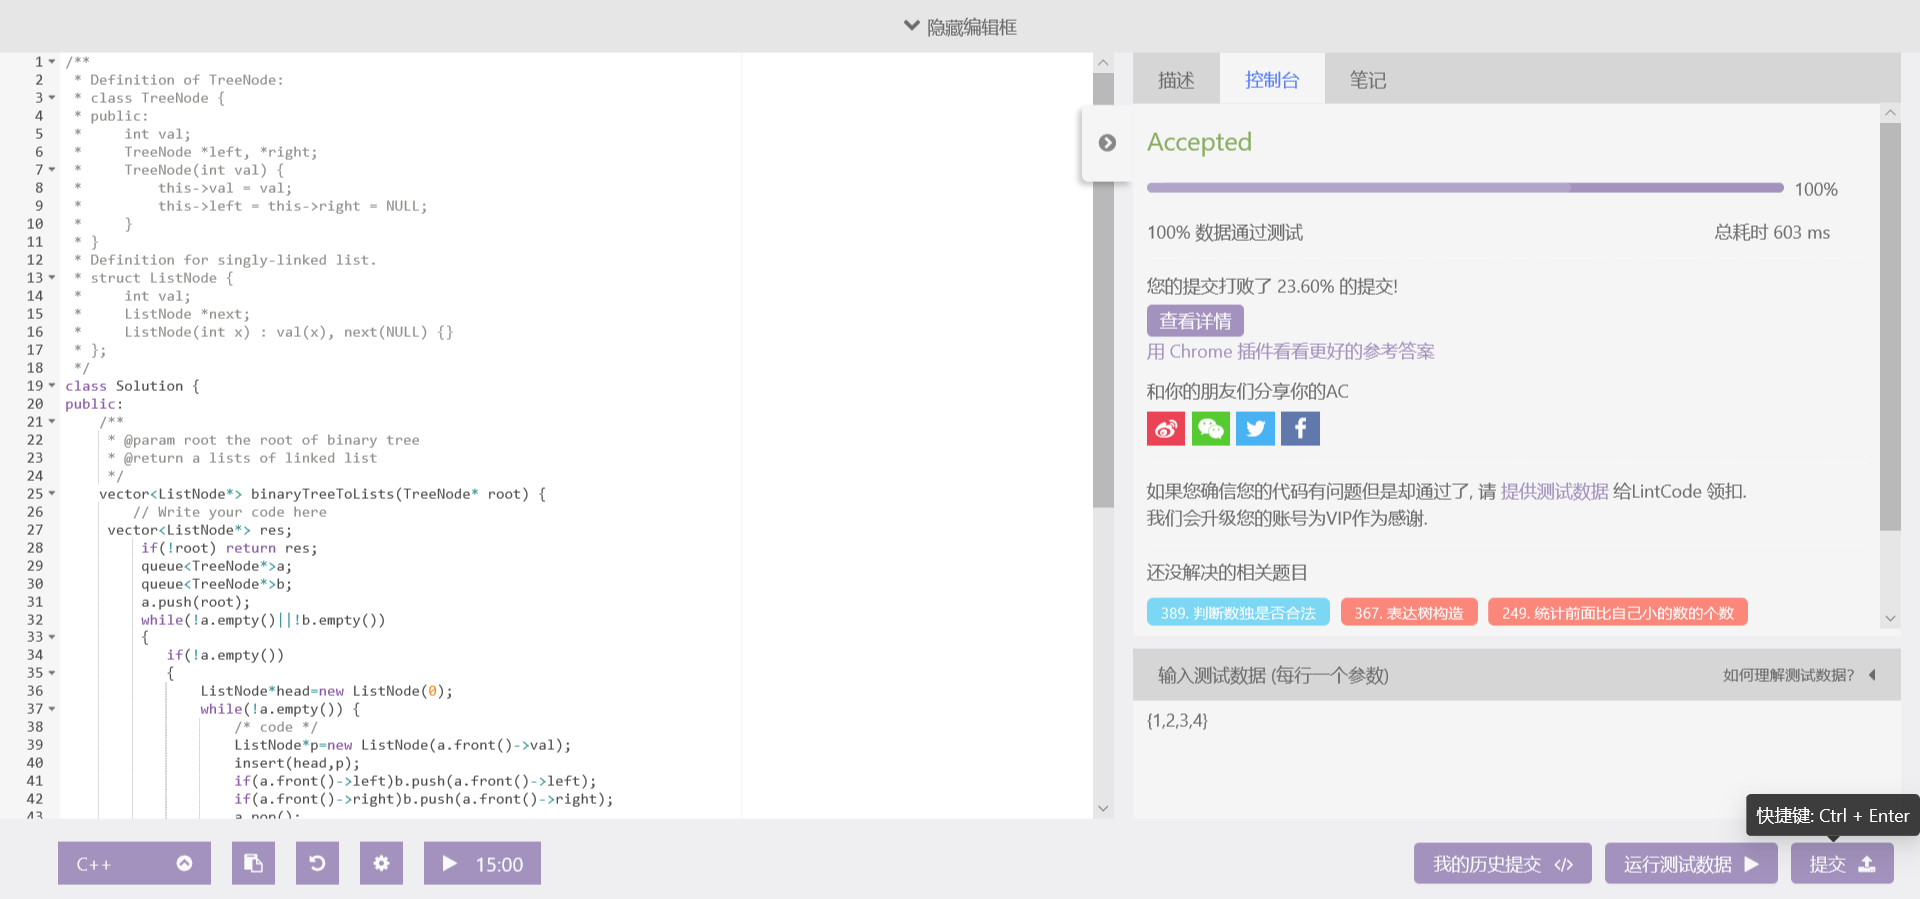 隐藏编辑框
1 /**
2 * Definition of TreeNode:
3 * class TreeNode {
4 * public:
5 *     int val;
6 *     TreeNode *left, *right;
7 *     TreeNode(int val) {
8 *         this->val = val;
9 *         this->left = this->right = NULL;
10 *     }
11 * }
12 * Definition for singly-linked list.
13 * struct ListNode {
14 *     int val;
15 *     ListNode *next;
16 *     ListNode(int x) : val(x), next(NULL) {}
17 * };
18 */
19 class Solution {
20 public:
21 /**
22 * @param root the root of binary tree
23 * @return a lists of linked list
24 */
25 vector<ListNode*> binaryTreeToLists(TreeNode* root) {
26 // Write your code here
27 vector<ListNode*> res;
28 if(!root) return res;
29 queue<TreeNode*>a;
30 queue<TreeNode*>b;
31 a.push(root);
32 while(!a.empty()||!b.empty())
33 {
34 if(!a.empty())
35 {
36 ListNode*head=new ListNode(0);
37 while(!a.empty()) {
38 /* code */
39 ListNode*p=new ListNode(a.front()->val);
40 insert(head,p);
41 if(a.front()->left)b.push(a.front()->left);
42 if(a.front()->right)b.push(a.front()->right);
43 a.pop();
C++
15:00
描述 控制台 笔记
Accepted
100%
100% 数据通过测试 总耗时 603 ms
您的提交打败了 23.60% 的提交!
查看详情
用 Chrome 插件看看更好的参考答案
和你的朋友们分享你的AC
如果您确信您的代码有问题但是却通过了, 请 提供测试数据 给LintCode 领扣.
我们会升级您的账号为VIP作为感谢.
还没解决的相关题目
389. 判断数独是否合法 367. 表达树构造 249. 统计前面比自己小的数的个数
输入测试数据 (每行一个参数) 如何理解测试数据?
{1,2,3,4}
快捷键: Ctrl + Enter
我的历史提交 运行测试数据 提交